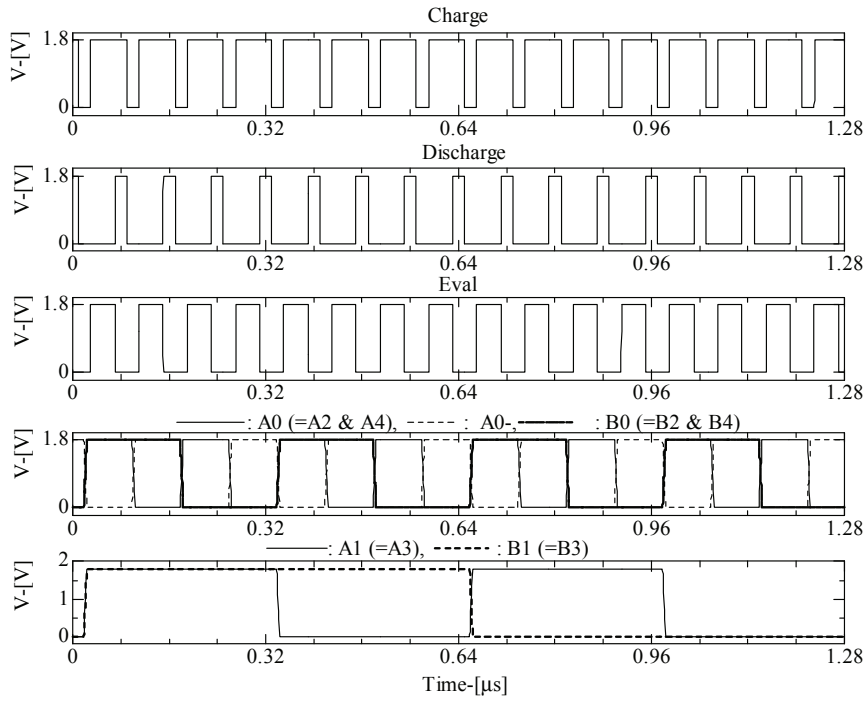 Charge
V-[V]
1.8
0
0 0.32 0.64 0.96 1.28
Discharge
V-[V]
1.8
0
0 0.32 0.64 0.96 1.28
Eval
V-[V]
1.8
0
0 0.32 0.64 0.96 1.28
: A0 (=A2 & A4), : A0-, : B0 (=B2 & B4)
V-[V]
1.8
0
0 0.32 0.64 0.96 1.28
: A1 (=A3), : B1 (=B3)
V-[V]
2
1
0
0 0.32 0.64 0.96 1.28
Time-[μs]